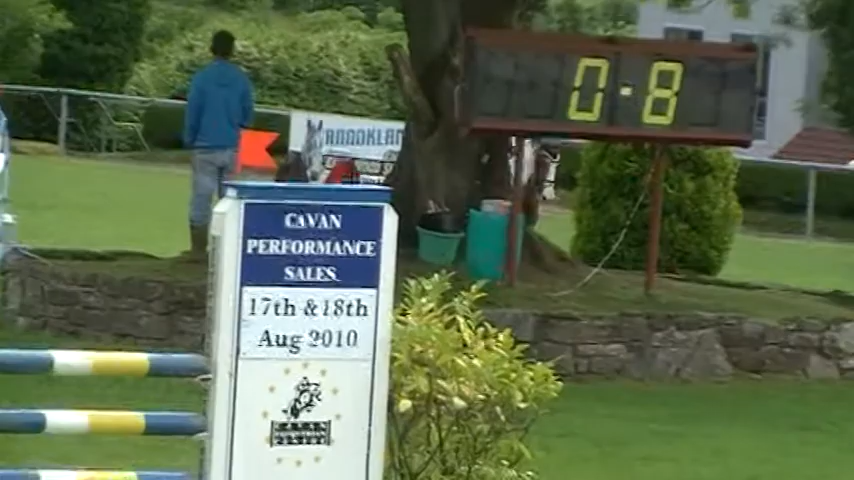 0-8
CAVAN
PERFORMANCE
SALES
17th & 18th
Aug 2010